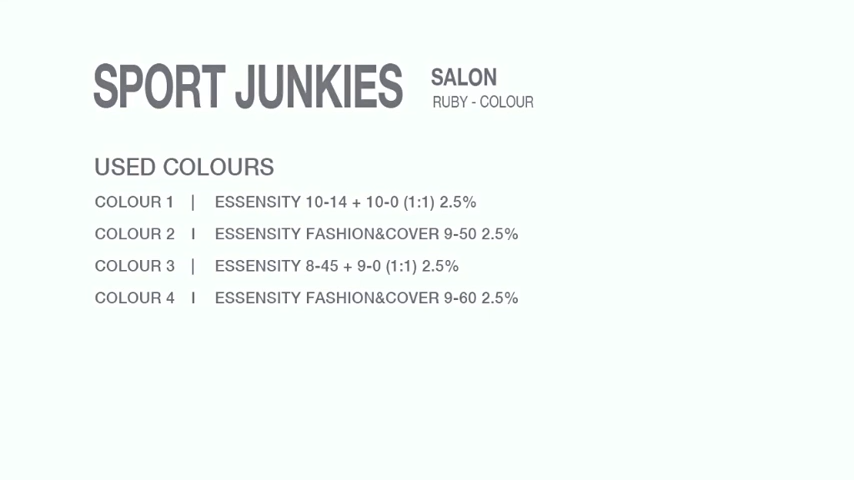 SPORT JUNKIES SALON
RUBY - COLOUR
USED COLOURS
COLOUR 1 | ESSENSITY 10-14 + 10-0 (1:1) 2.5%
COLOUR 2 I ESSENSITY FASHION&COVER 9-50 2.5%
COLOUR 3 | ESSENSITY 8-45 + 9-0 (1:1) 2.5%
COLOUR 4 I ESSENSITY FASHION&COVER 9-60 2.5%